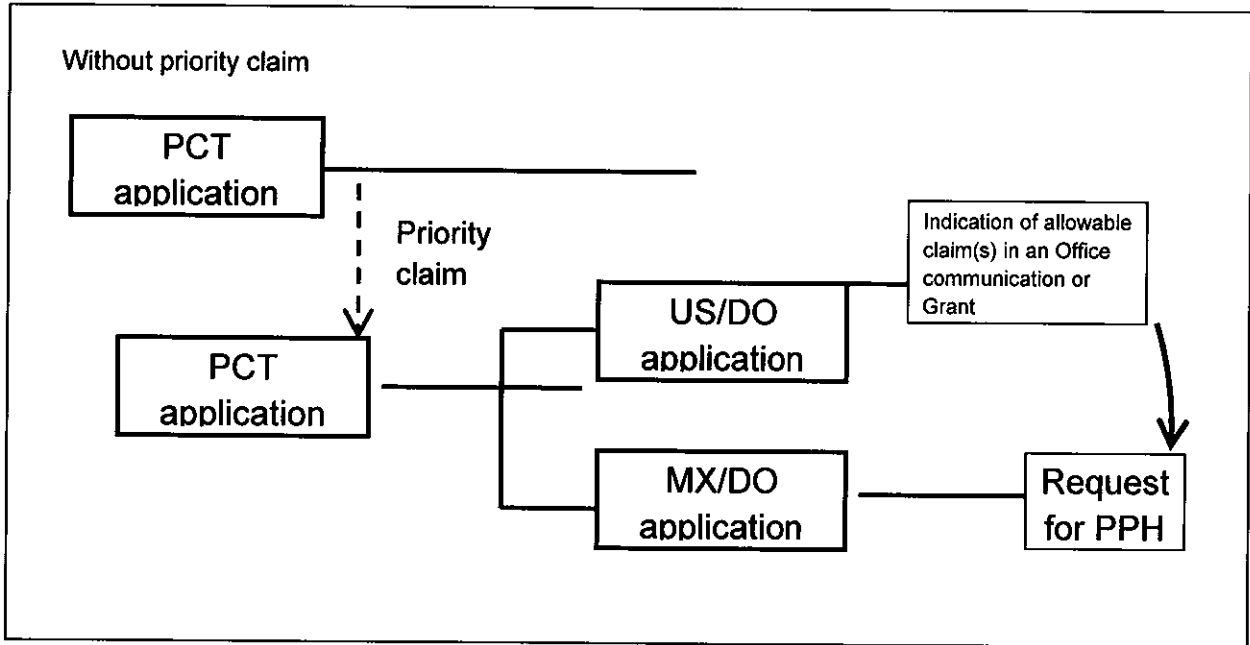 Without priority claim
PCT
application
Priority
claim
Indication of allowable
claim(s) in an Office
communication or
Grant
US/DO
application
PCT
application
MX/DO
application
Request
for PPH